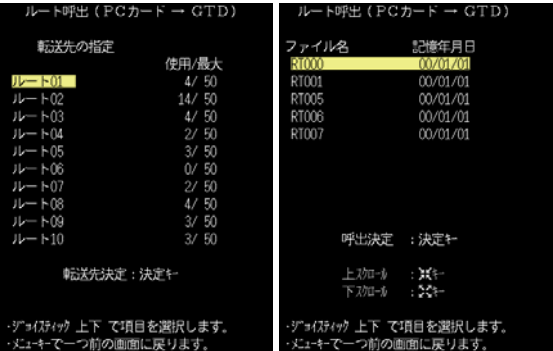 ルート呼出(PCカード → GTD)
転送先の指定
使用/最大
ルート01 4/ 50
ルート02 14/ 50
ルート03 4/ 50
ルート04 2/ 50
ルート05 3/ 50
ルート06 0/ 50
ルート07 2/ 50
ルート08 4/ 50
ルート09 3/ 50
ルート10 3/ 50
転送先決定:決定キー
・ジョイスティック 上下 で項目を選択します。
・メニューキーで一つ前の画面に戻ります。
ルート呼出(PCカード → GTD)
ファイル名 記憶年月日
RT000 00/01/01
RT001 00/01/01
RT005 00/01/01
RT006 00/01/01
RT007 00/01/01
呼出決定 :決定キー
上スクロール :キー
下スクロール :キー
・ジョイスティック 上下 で項目を選択します。
・メニューキーで一つ前の画面に戻ります。